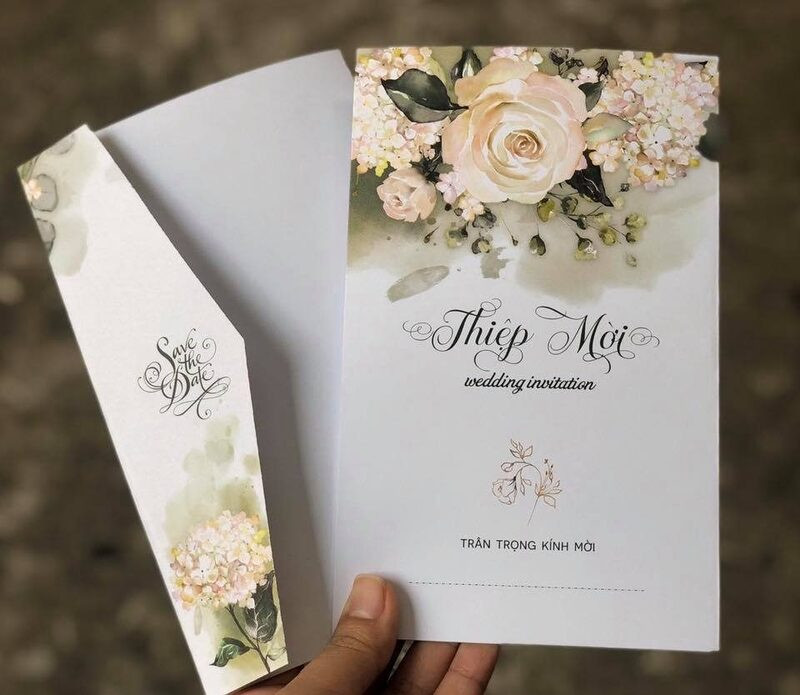 Save
the
Date
Thiệp Mời
wedding invitation
TRÂN TRỌNG KÍNH MỜI